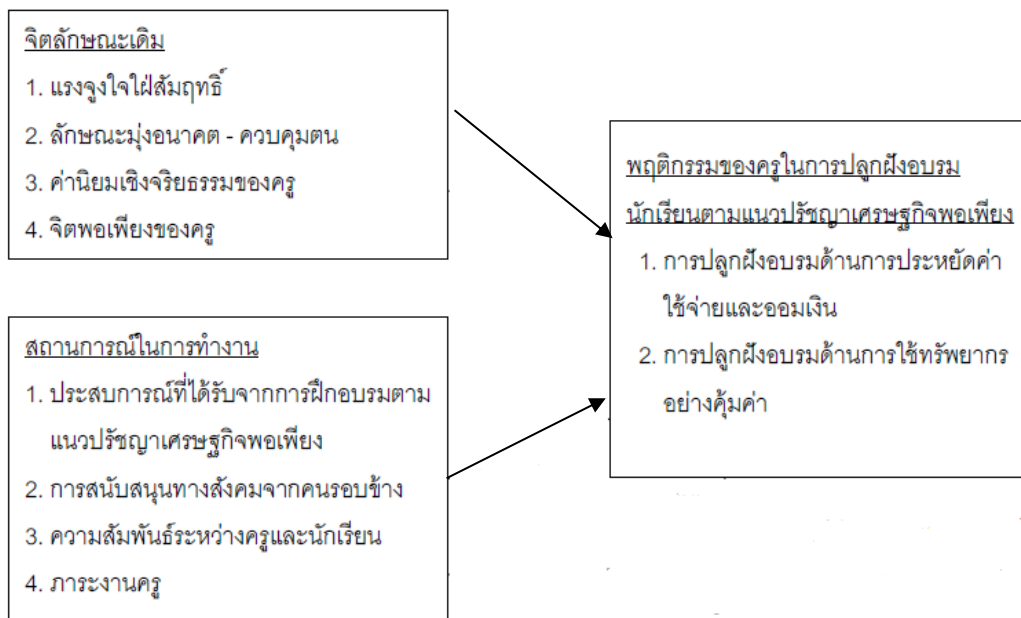 จิตลักษณะเดิม
1. แรงจูงใจใฝ่สัมฤทธิ์
2. ลักษณะมุ่งอนาคต - ควบคุมตน
3. ค่านิยมเชิงจริยธรรมของครู
4. จิตพอเพียงของครู
สถานการณ์ในการทำงาน
1. ประสบการณ์ที่ได้รับจากการฝึกอบรมตาม
แนวปรัชญาเศรษฐกิจพอเพียง
2. การสนับสนุนทางสังคมจากคนรอบข้าง
3. ความสัมพันธ์ระหว่างครูและนักเรียน
4. ภาระงานครู
พฤติกรรมของครูในการปลูกฝังอบรม
นักเรียนตามแนวปรัชญาเศรษฐกิจพอเพียง
1. การปลูกฝังอบรมด้านการประหยัดค่า
ใช้จ่ายและออมเงิน
2. การปลูกฝังอบรมด้านการใช้ทรัพยากร
อย่างคุ้มค่า